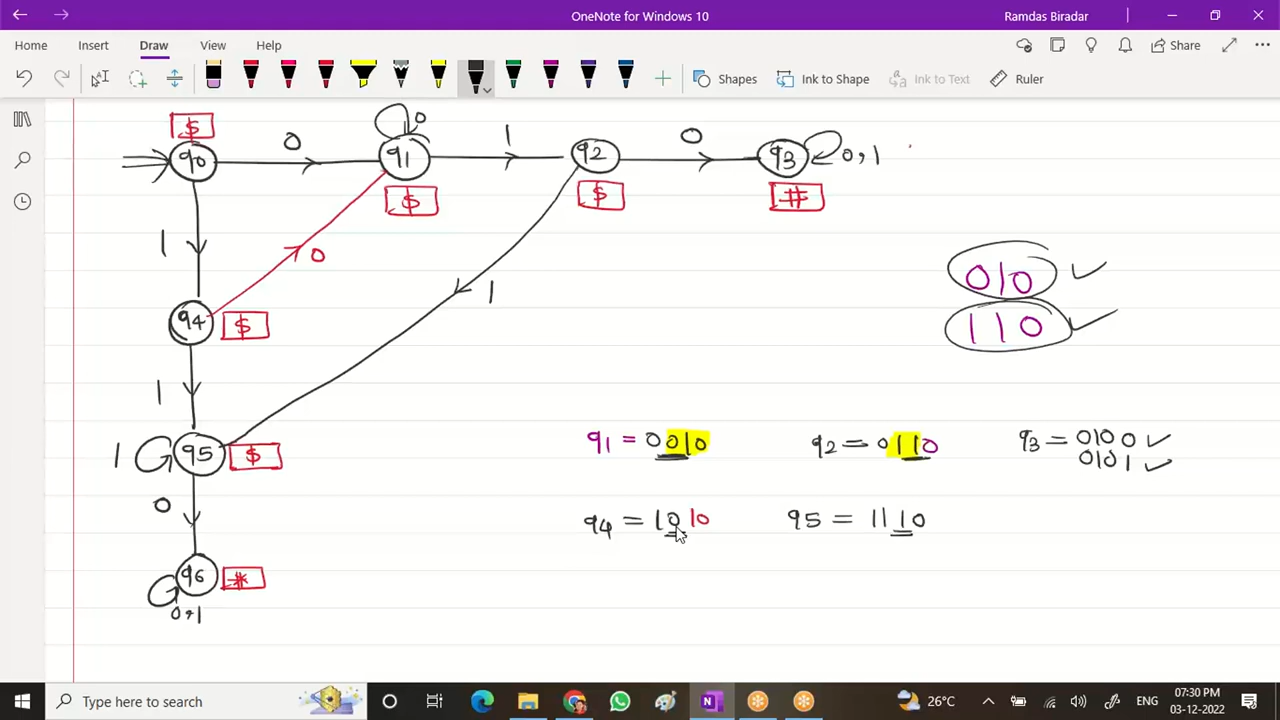 OneNote for Windows 10
Ramdas Biradar
Home Insert Draw View Help
Share
Shapes
Ink to Shape
Ink to Text
Ruler
$ 0
q0 0 q1 1 q2 0 q3 0,1
$ $ #
1 0
1
010 ✓
110 ✓
q4 $
1
1 q5 $
q1 = 0010 q2 = 0110 q3 = 0100 ✓
0101 ✓
0
q4 = 1010 q5 = 1110
q6 *
0,1
Type here to search
26°C
ENG
07:30 PM
03-12-2022